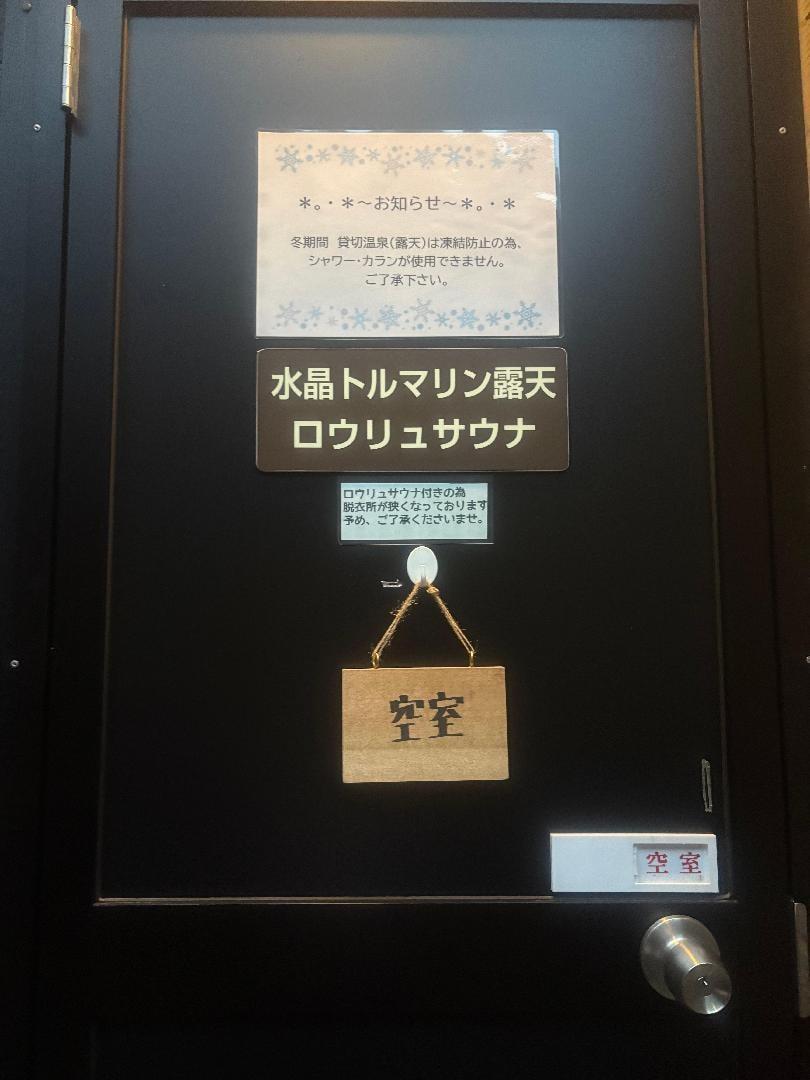 ＊。・＊～お知らせ～＊。・＊
冬期間　貸切温泉(露天)は凍結防止の為、
シャワー・カランが使用できません。
ご了承下さい。
水晶トルマリン露天
ロウリュサウナ
ロウリュサウナ付きの為
脱衣所が狭くなっております
予め、ご了承くださいませ。
空室
空室